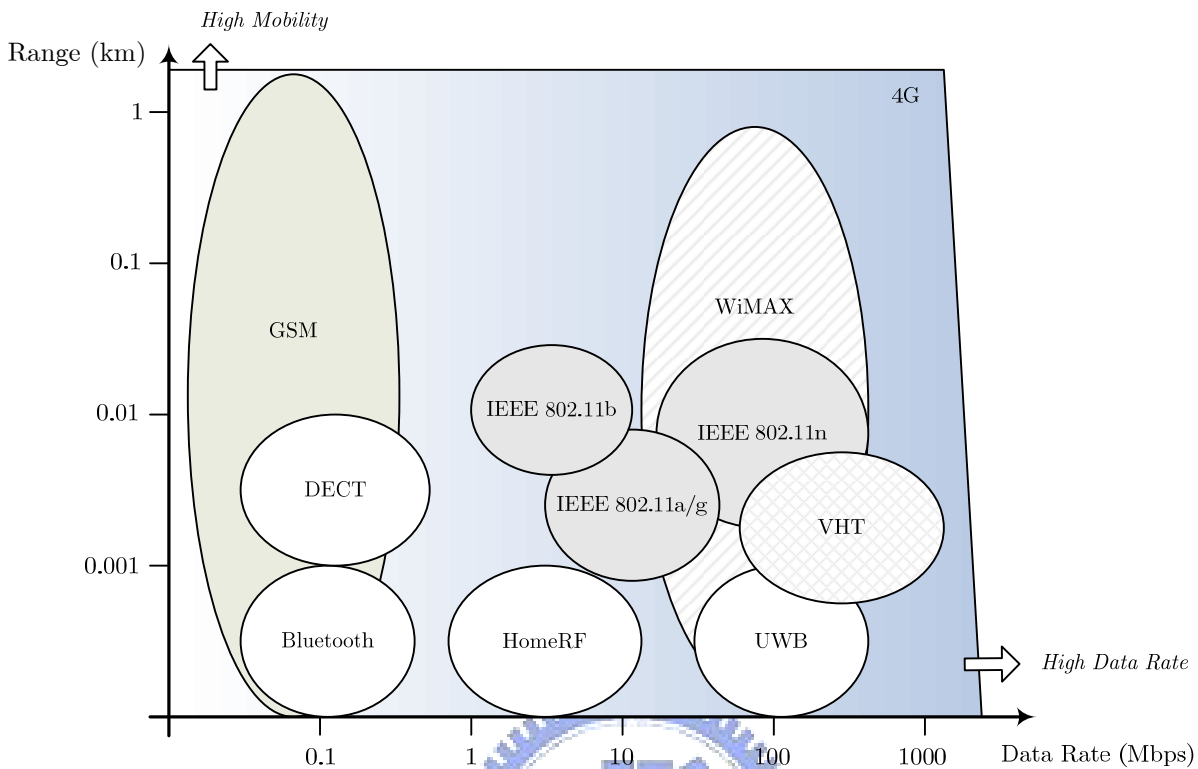 High Mobility
Range (km)
4G
1
0.1
WiMAX
GSM
IEEE 802.11b
0.01
IEEE 802.11n
DECT
IEEE 802.11a/g
VHT
0.001
Bluetooth
HomeRF
UWB
High Data Rate
0.1
1
10
100
1000
Data Rate (Mbps)